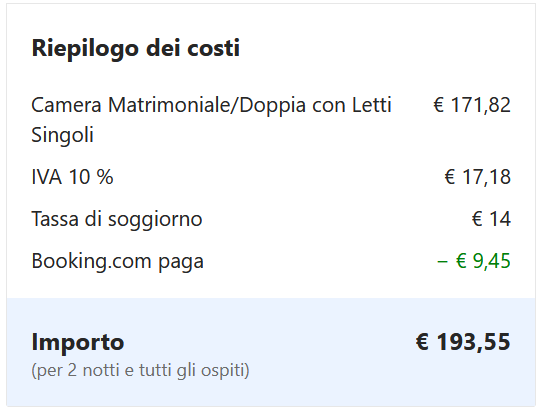 Riepilogo dei costi
Camera Matrimoniale/Doppia con Letti € 171,82
Singoli
IVA 10 % € 17,18
Tassa di soggiorno € 14
Booking.com paga − € 9,45
Importo € 193,55
(per 2 notti e tutti gli ospiti)